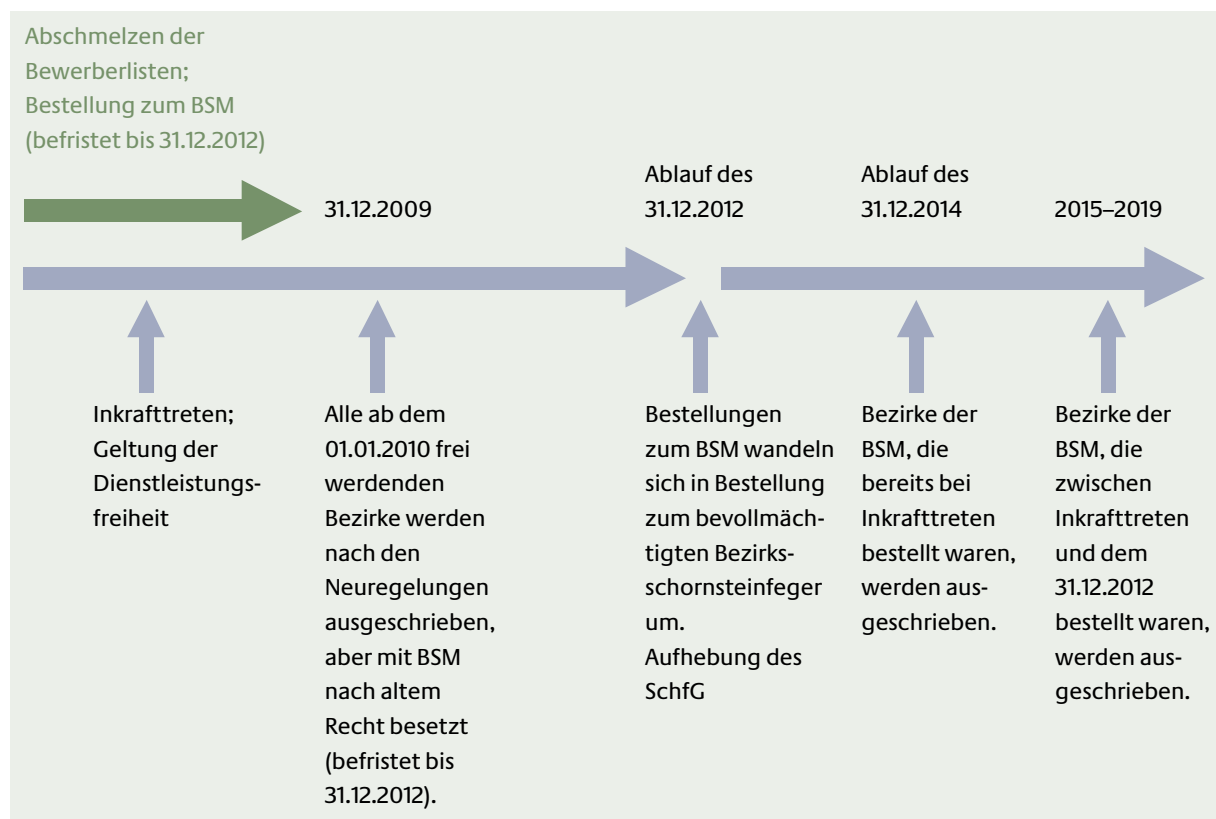 Abschmelzen der
Bewerberlisten;
Bestellung zum BSM
(befristet bis 31.12.2012)
31.12.2009
Ablauf des
31.12.2012
Ablauf des
31.12.2014
2015–2019
Inkrafttreten;
Geltung der
Dienstleistungs-
freiheit
Alle ab dem
01.01.2010 frei
werdenden
Bezirke werden
nach den
Neuregelungen
ausgeschrieben,
aber mit BSM
nach altem
Recht besetzt
(befristet bis
31.12.2012).
Bestellungen
zum BSM wandeln
sich in Bestellung
zum bevollmäch-
tigten Bezirks-
schornsteinfeger
um.
Aufhebung des
SchfG
Bezirke der
BSM, die
bereits bei
Inkrafttreten
bestellt waren,
werden aus-
geschrieben.
Bezirke der
BSM, die
zwischen
Inkrafttreten
und dem
31.12.2012
bestellt waren,
werden aus-
geschrieben.